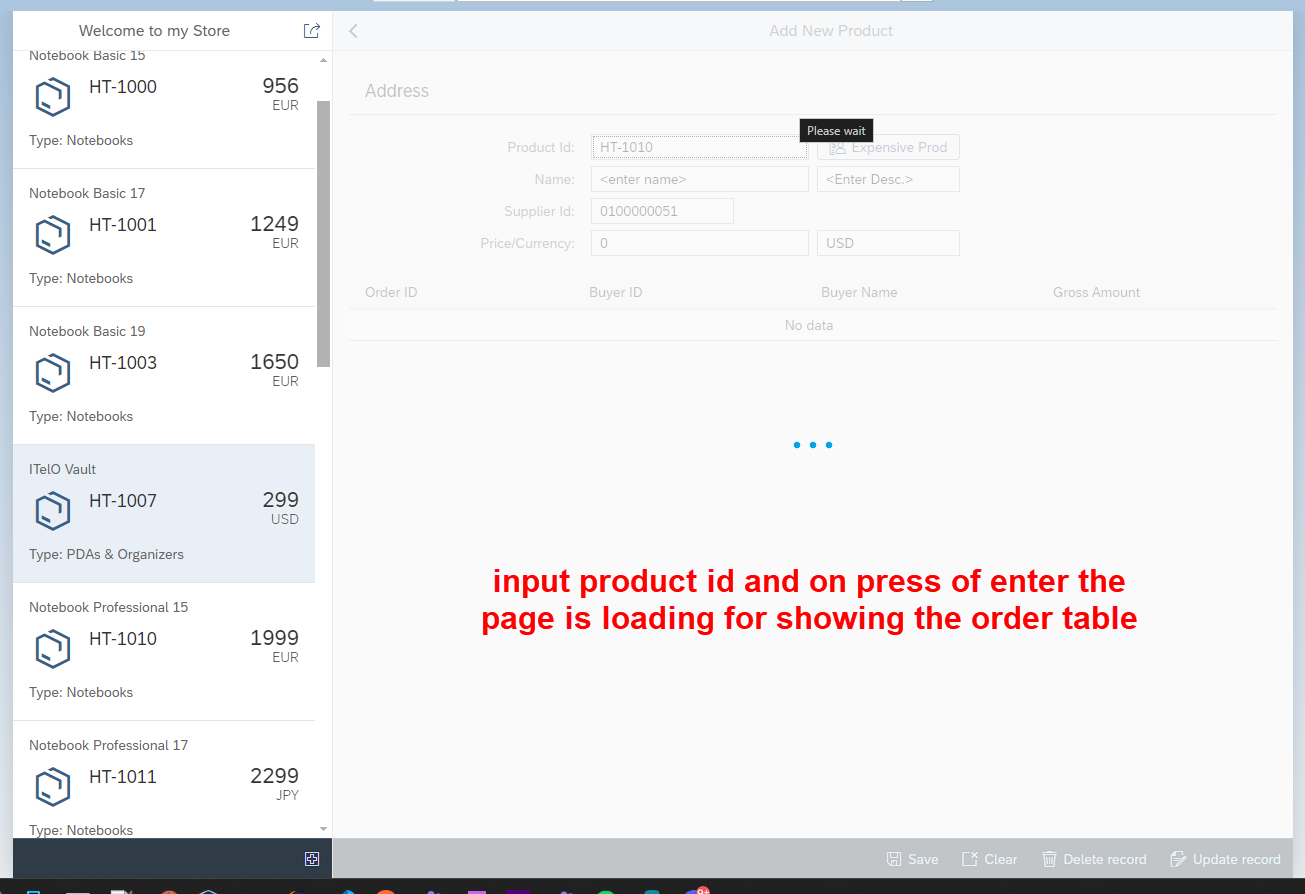 Welcome to my Store
Notebook Basic 15
HT-1000
956
EUR
Type: Notebooks
Notebook Basic 17
HT-1001
1249
EUR
Type: Notebooks
Notebook Basic 19
HT-1003
1650
EUR
Type: Notebooks
ITelO Vault
HT-1007
299
USD
Type: PDAs & Organizers
Notebook Professional 15
HT-1010
1999
EUR
Type: Notebooks
Notebook Professional 17
HT-1011
2299
JPY
Type: Notebooks
Add New Product
Address
Please wait
Product Id: HT-1010 Expensive Prod
Name: <enter name> <Enter Desc.>
Supplier Id: 0100000051
Price/Currency: 0 USD
Order ID Buyer ID Buyer Name Gross Amount
No data
input product id and on press of enter the
page is loading for showing the order table
Save Clear Delete record Update record
9+